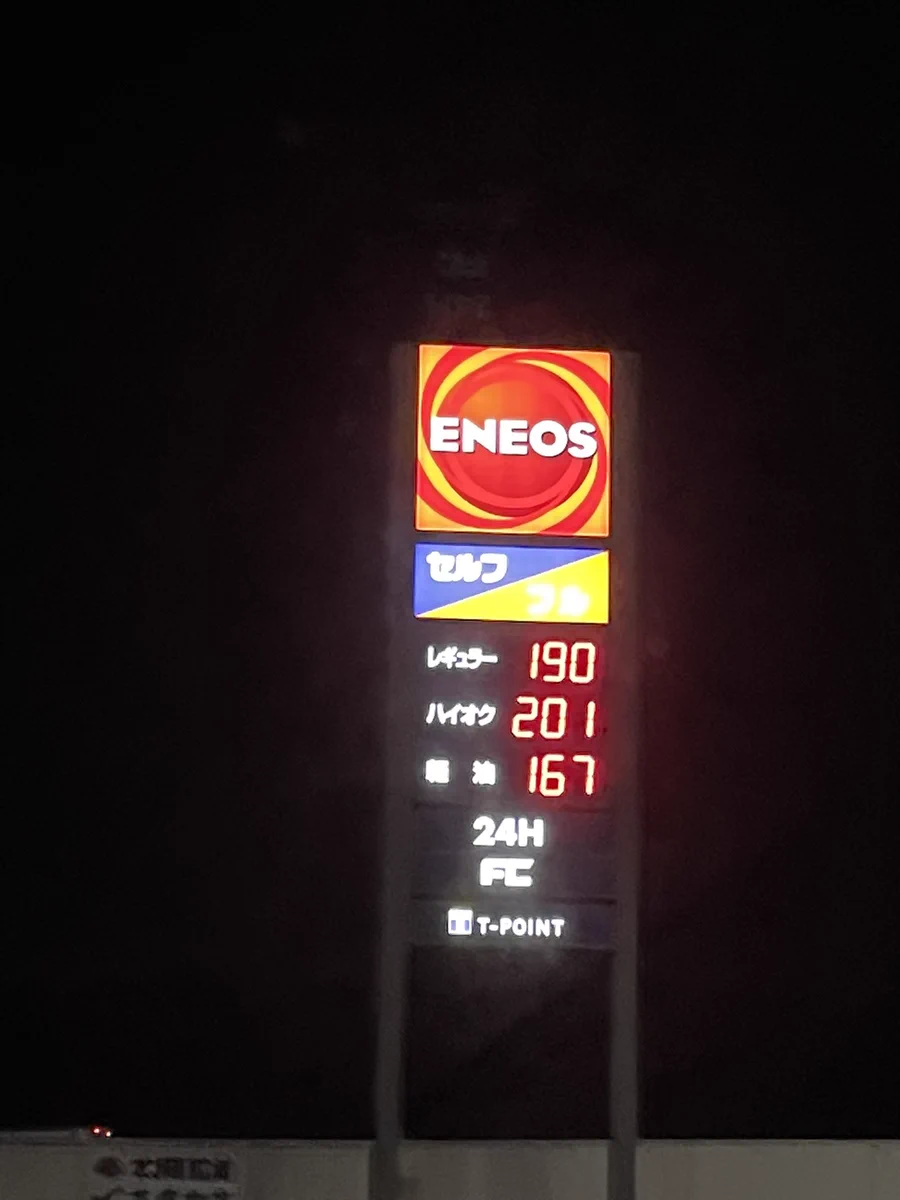 ENEOS
セルフ
フル
レギュラー 190
ハイオク 201
軽油 167
24H
FC
T-POINT